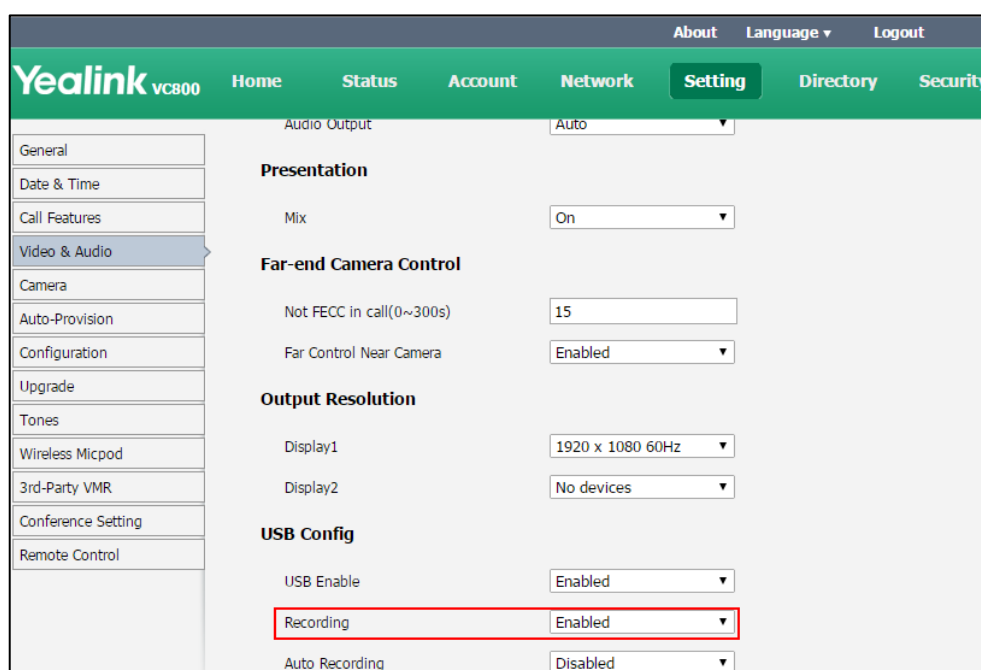 About Language ▾ Logout
Yealink VC800 Home Status Account Network Setting Directory Securit
General
Date & Time
Call Features
Video & Audio
Camera
Auto-Provision
Configuration
Upgrade
Tones
Wireless Micpod
3rd-Party VMR
Conference Setting
Remote Control
Audio Output Auto
Presentation
Mix On
Far-end Camera Control
Not FECC in call(0~300s) 15
Far Control Near Camera Enabled
Output Resolution
Display1 1920 x 1080 60Hz
Display2 No devices
USB Config
USB Enable Enabled
Recording Enabled
Auto Recording Disabled